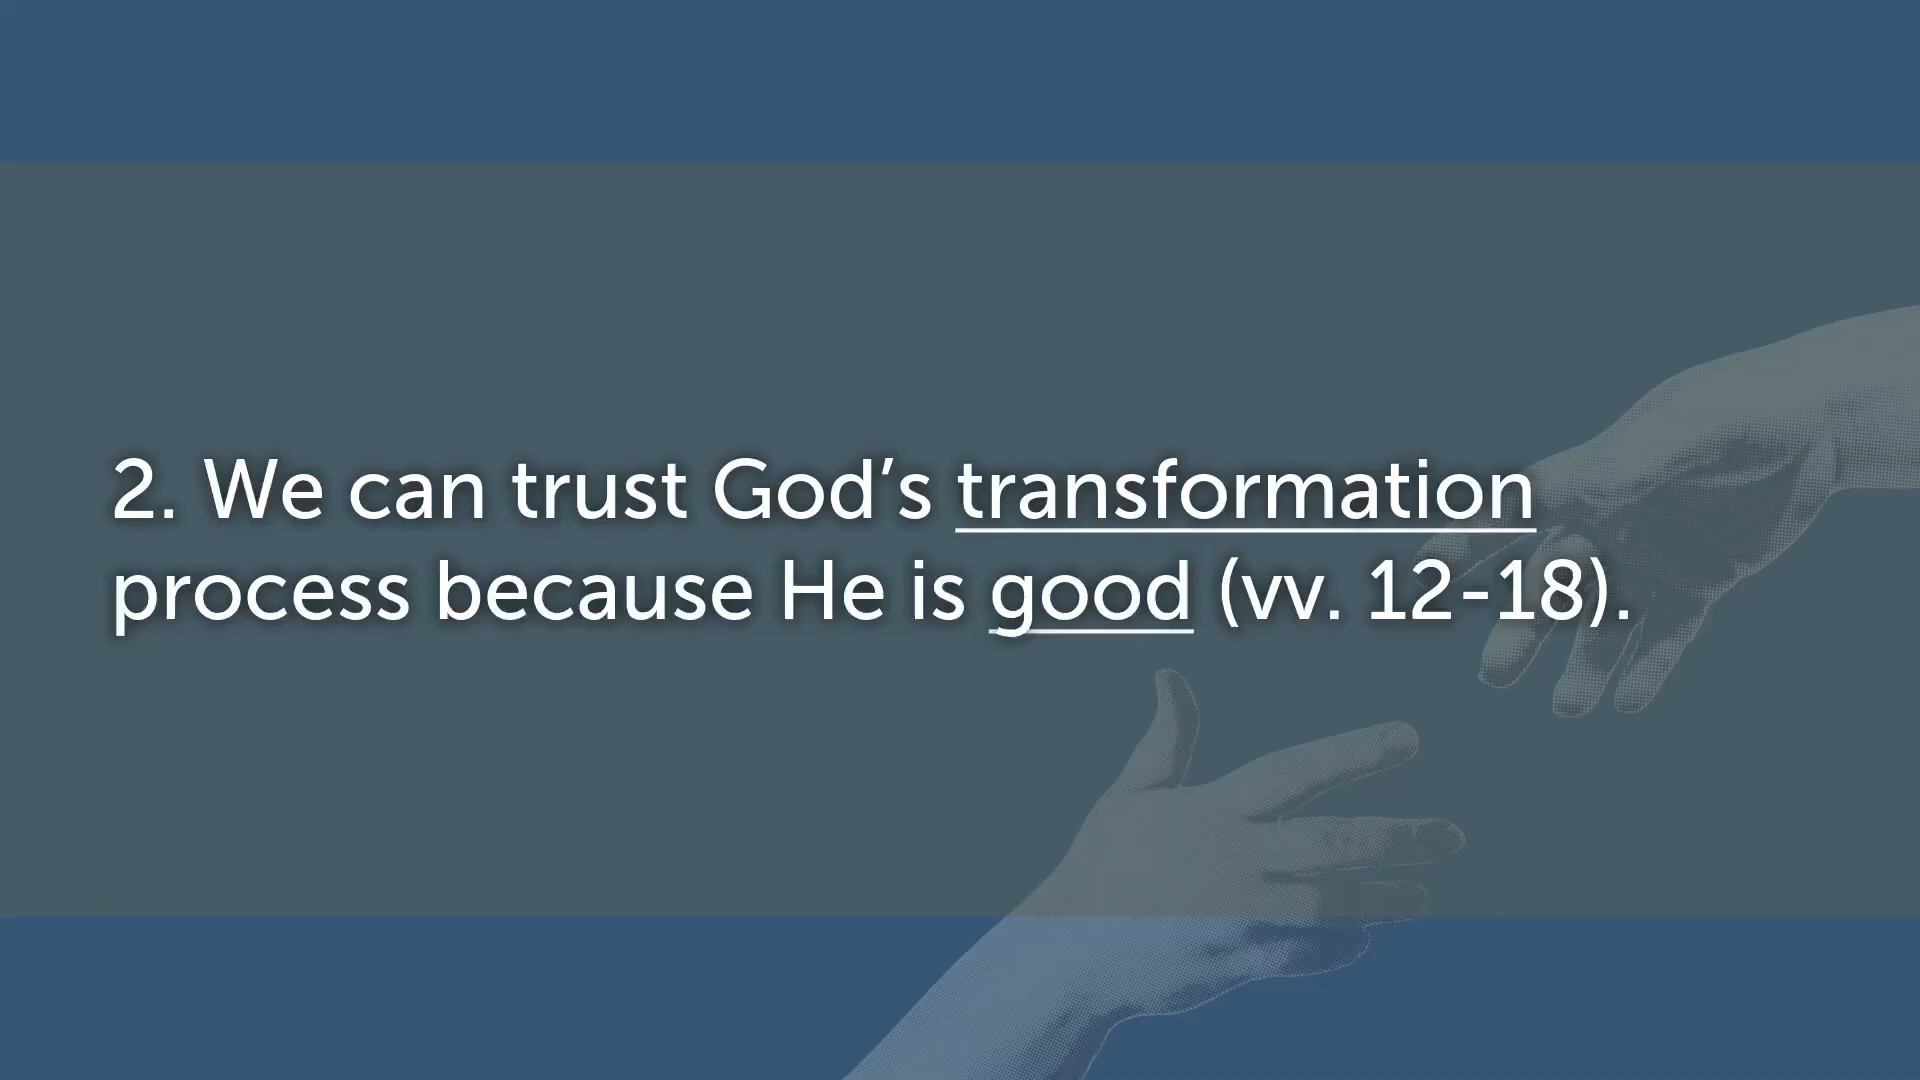 2. We can trust God’s transformation
process because He is good (vv. 12-18).